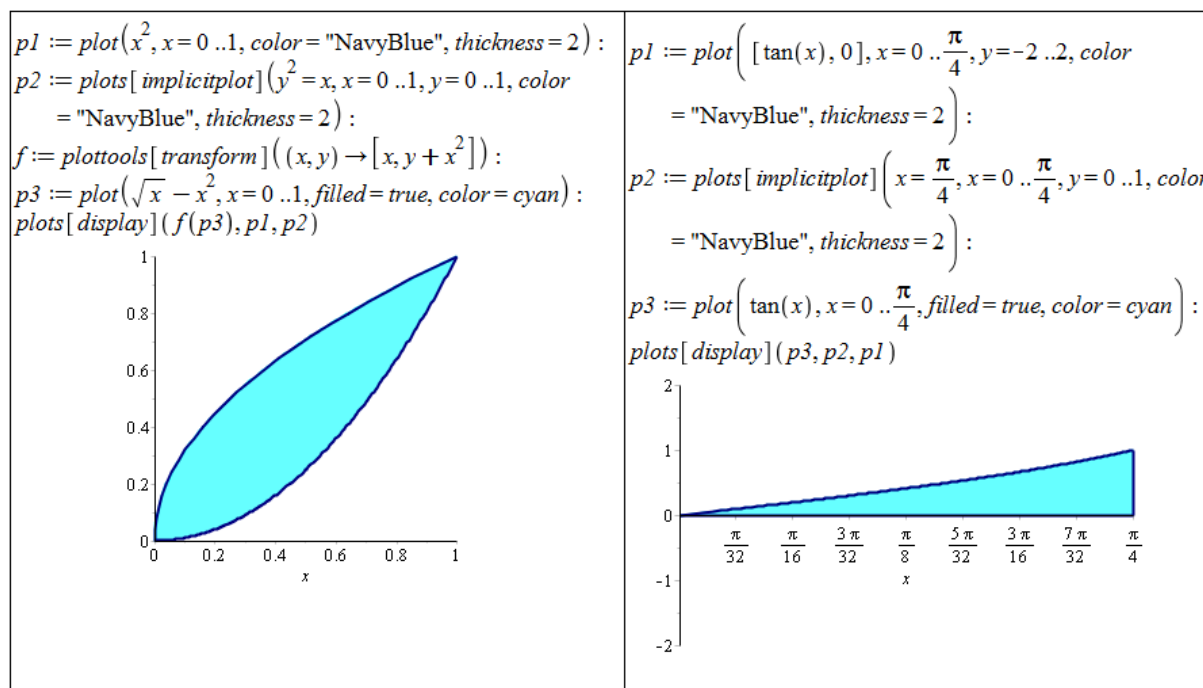 p1 := plot(x², x = 0 ..1, color = "NavyBlue", thickness = 2) :
p2 := plots[implicitplot](y² = x, x = 0 ..1, y = 0 ..1, color
= "NavyBlue", thickness = 2) :
f := plottools[transform]((x, y) → [x, y + x²]) :
p3 := plot(√x − x², x = 0 ..1, filled = true, color = cyan) :
plots[display](f(p3), p1, p2)
1
0.8
0.6
0.4
0.2
0
0 0.2 0.4 0.6 0.8 1
x
p1 := plot([tan(x), 0], x = 0 ..π/4, y = −2 ..2, color
= "NavyBlue", thickness = 2) :
p2 := plots[implicitplot](x = π/4, x = 0 ..π/4, y = 0 ..1, color
= "NavyBlue", thickness = 2) :
p3 := plot(tan(x), x = 0 ..π/4, filled = true, color = cyan) :
plots[display](p3, p2, p1)
2
1
0
π/32 π/16 3π/32 π/8 5π/32 3π/16 7π/32 π/4
x
-1
-2